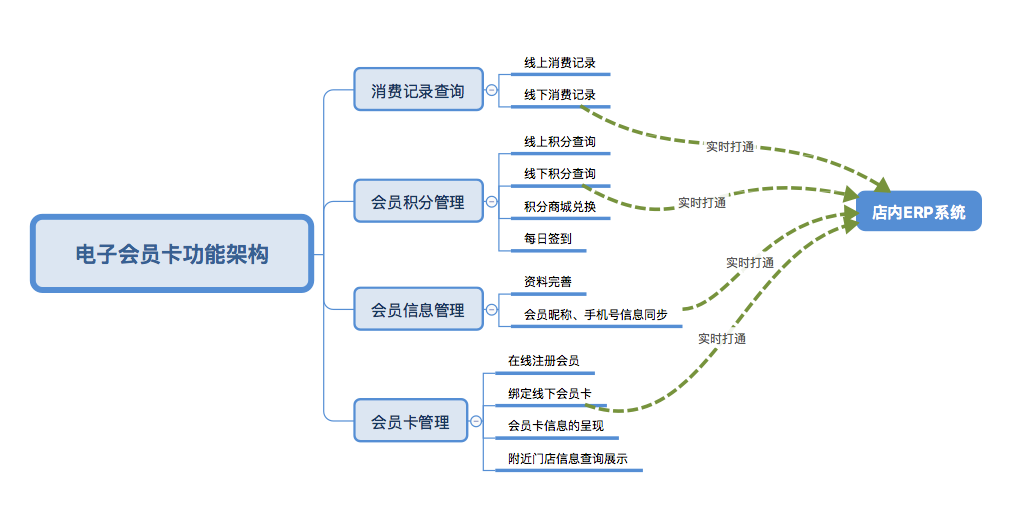 电子会员卡功能架构
消费记录查询
线上消费记录
线下消费记录
会员积分管理
线上积分查询
线下积分查询
积分商城兑换
每日签到
会员信息管理
资料完善
会员昵称、手机号信息同步
会员卡管理
在线注册会员
绑定线下会员卡
会员卡信息的呈现
附近门店信息查询展示
实时打通
实时打通
实时打通
实时打通
店内ERP系统